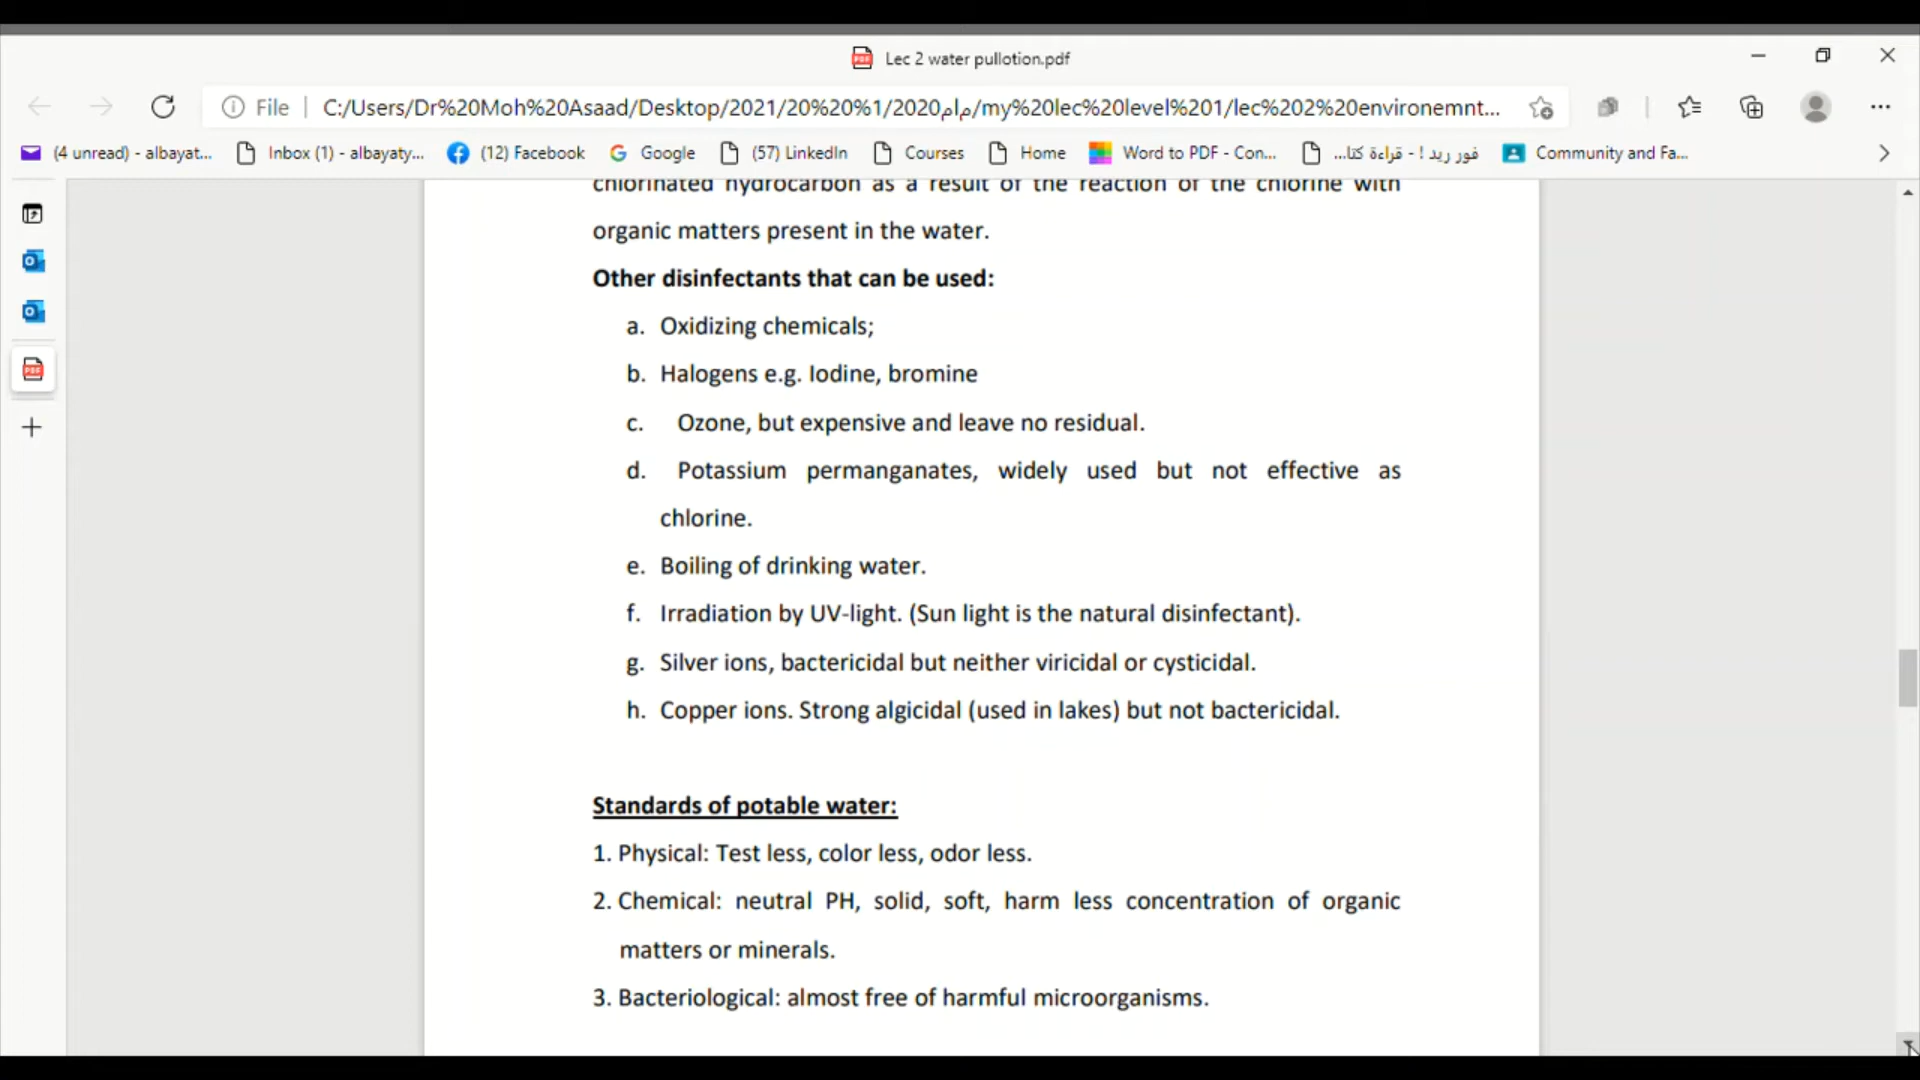 Lec 2 water pullotion.pdf
File C:/Users/Dr%20Moh%20Asaad/Desktop/2021/20%20%1/2020مام/my%20lec%20level%201/lec%202%20environemnt...
(4 unread) - albayat... Inbox (1) - albayaty... (12) Facebook Google (57) LinkedIn Courses Home Word to PDF - Con... فور ريد ! - قراءة كتا... Community and Fa...
chlorinated hydrocarbon as a result of the reaction of the chlorine with
organic matters present in the water.
Other disinfectants that can be used:
a. Oxidizing chemicals;
b. Halogens e.g. Iodine, bromine
c. Ozone, but expensive and leave no residual.
d. Potassium permanganates, widely used but not effective as
chlorine.
e. Boiling of drinking water.
f. Irradiation by UV-light. (Sun light is the natural disinfectant).
g. Silver ions, bactericidal but neither viricidal or cysticidal.
h. Copper ions. Strong algicidal (used in lakes) but not bactericidal.
Standards of potable water:
1. Physical: Test less, color less, odor less.
2. Chemical: neutral PH, solid, soft, harm less concentration of organic
matters or minerals.
3. Bacteriological: almost free of harmful microorganisms.